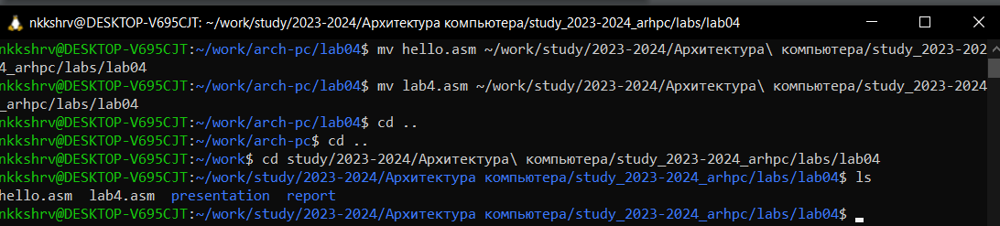 nkkshrv@DESKTOP-V695CJT: ~/work/study/2023-2024/Архитектура компьютера/study_2023-2024_arhpc/labs/lab04
nkkshrv@DESKTOP-V695CJT:~/work/arch-pc/lab04$ mv hello.asm ~/work/study/2023-2024/Архитектура\ компьютера/study_2023-202
4_arhpc/labs/lab04
nkkshrv@DESKTOP-V695CJT:~/work/arch-pc/lab04$ mv lab4.asm ~/work/study/2023-2024/Архитектура\ компьютера/study_2023-2024
_arhpc/labs/lab04
nkkshrv@DESKTOP-V695CJT:~/work/arch-pc/lab04$ cd ..
nkkshrv@DESKTOP-V695CJT:~/work/arch-pc$ cd ..
nkkshrv@DESKTOP-V695CJT:~/work$ cd study/2023-2024/Архитектура\ компьютера/study_2023-2024_arhpc/labs/lab04
nkkshrv@DESKTOP-V695CJT:~/work/study/2023-2024/Архитектура компьютера/study_2023-2024_arhpc/labs/lab04$ ls
hello.asm  lab4.asm  presentation  report
nkkshrv@DESKTOP-V695CJT:~/work/study/2023-2024/Архитектура компьютера/study_2023-2024_arhpc/labs/lab04$